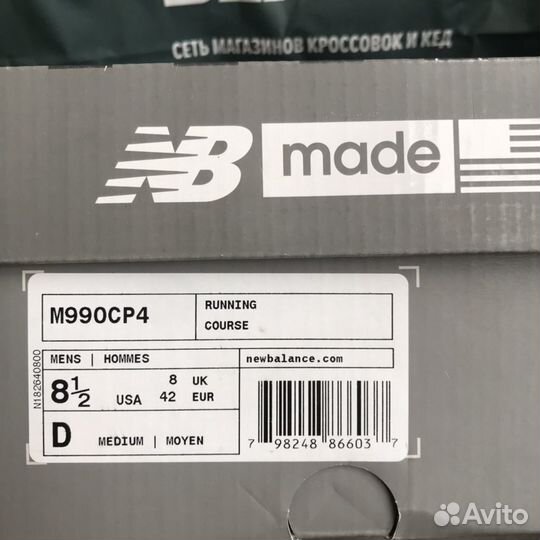 СЕТЬ МАГАЗИНОВ КРОССОВОК И КЕД
NB made
M990CP4
RUNNING
COURSE
MENS | HOMMES
newbalance.com
8½ USA 8 UK
42 EUR
D MEDIUM | MOYEN
7 98248 86603 7
N182640800
Avito